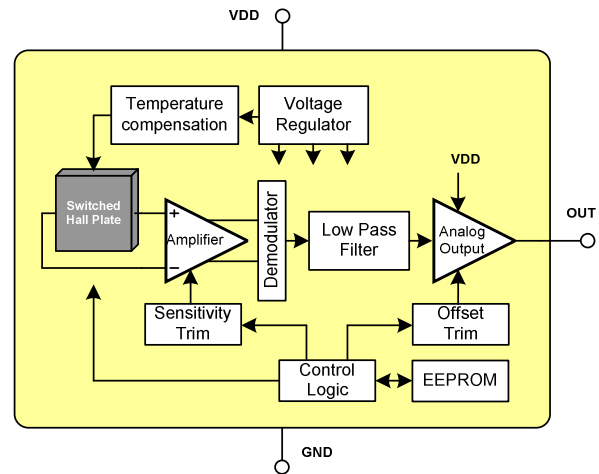 VDD
Temperature
compensation
Voltage
Regulator
VDD
Switched
Hall Plate
+
Amplifier
−
Demodulator
Low Pass
Filter
Analog
Output
OUT
Sensitivity
Trim
Offset
Trim
Control
Logic
EEPROM
GND